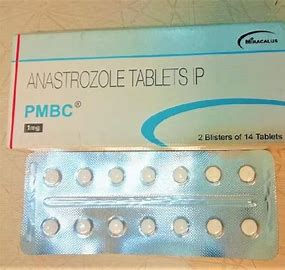 MIRACALUS
ANASTROZOLE TABLETS IP
PMBC®
1mg
2 Blisters of 14 Tablets